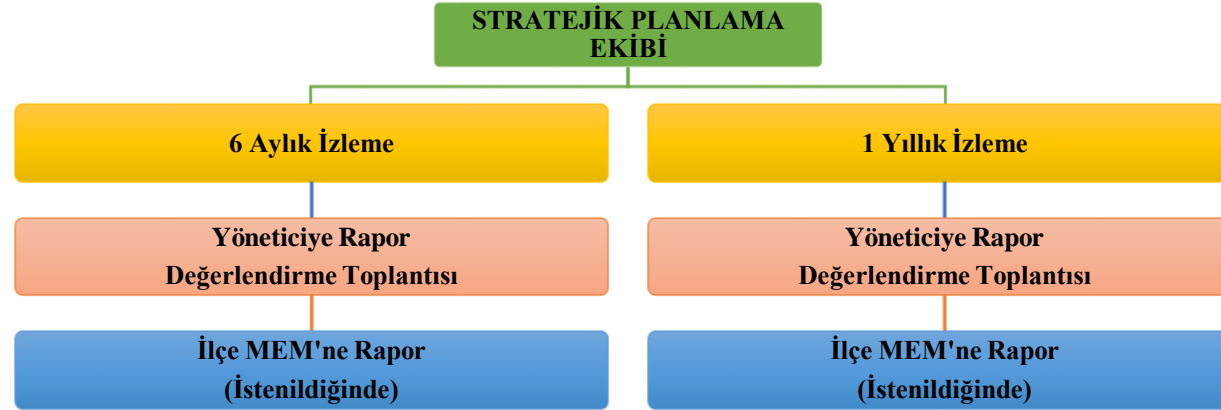 STRATEJİK PLANLAMA
EKİBİ
6 Aylık İzleme
Yöneticiye Rapor
Değerlendirme Toplantısı
İlçe MEM'ne Rapor
(İstenildiğinde)
1 Yıllık İzleme
Yöneticiye Rapor
Değerlendirme Toplantısı
İlçe MEM'ne Rapor
(İstenildiğinde)